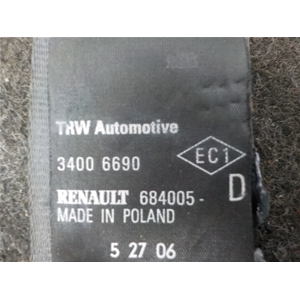 TRW Automotive
3400 6690
EC1
D
RENAULT 684005-
MADE IN POLAND
5 27 06